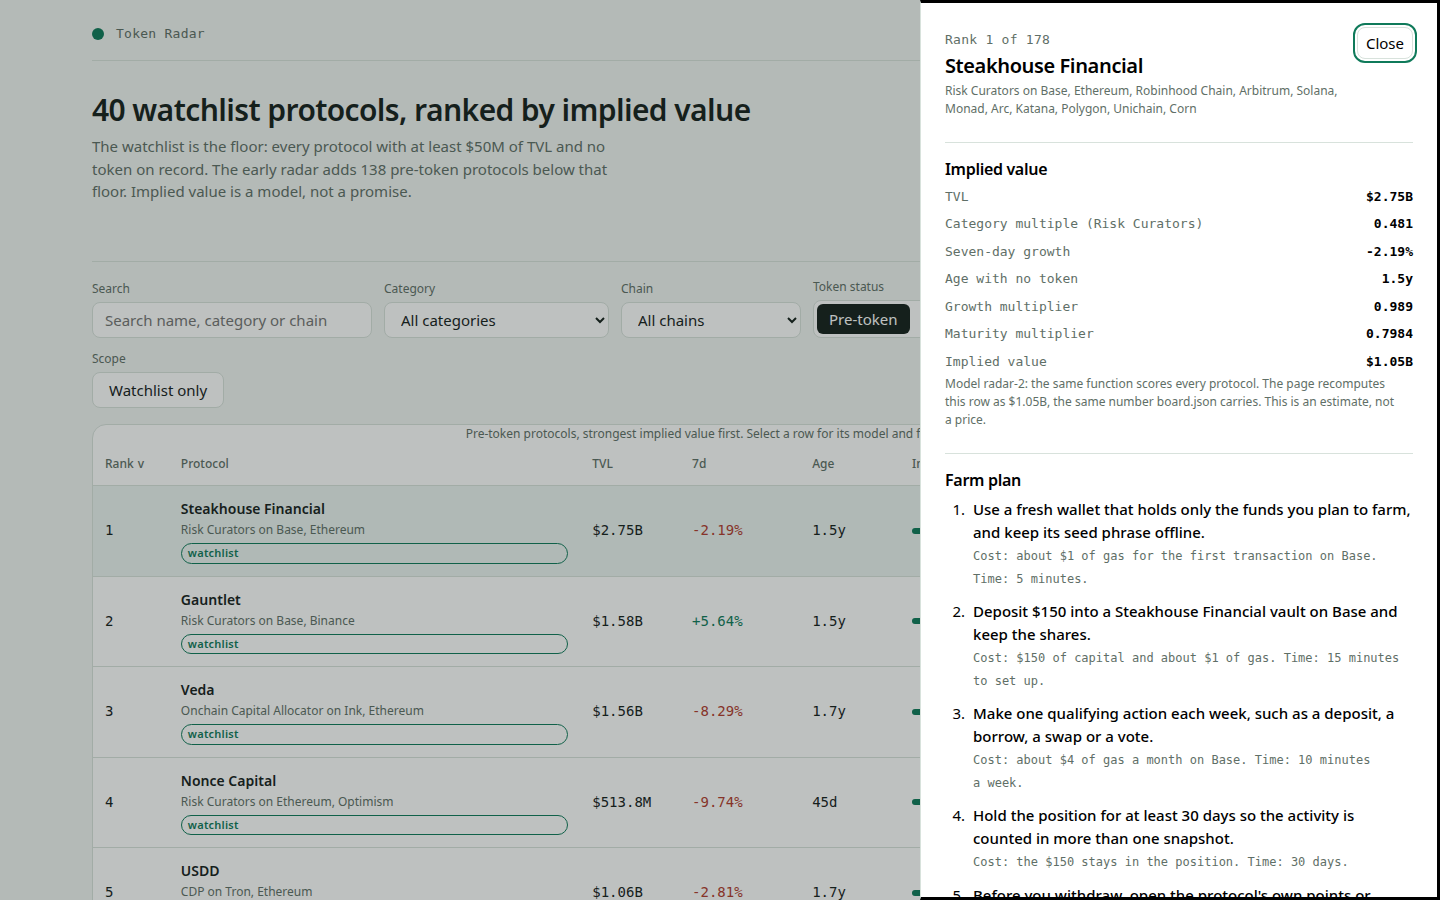 Token Radar
40 watchlist protocols, ranked by implied value
The watchlist is the floor: every protocol with at least $50M of TVL and no
token on record. The early radar adds 138 pre-token protocols below that
floor. Implied value is a model, not a promise.
Search
Category
Chain
Token status
Search name, category or chain
All categories
All chains
Pre-token
Scope
Watchlist only
Pre-token protocols, strongest implied value first. Select a row for its model and f
Rank v
Protocol
TVL
7d
Age
1
Steakhouse Financial
Risk Curators on Base, Ethereum
watchlist
$2.75B
-2.19%
1.5y
2
Gauntlet
Risk Curators on Base, Binance
watchlist
$1.58B
+5.64%
1.5y
3
Veda
Onchain Capital Allocator on Ink, Ethereum
watchlist
$1.56B
-8.29%
1.7y
4
Nonce Capital
Risk Curators on Ethereum, Optimism
watchlist
$513.8M
-9.74%
45d
5
USDD
CDP on Tron, Ethereum
$1.06B
-2.81%
1.7y
Rank 1 of 178
Close
Steakhouse Financial
Risk Curators on Base, Ethereum, Robinhood Chain, Arbitrum, Solana,
Monad, Arc, Katana, Polygon, Unichain, Corn
Implied value
TVL $2.75B
Category multiple (Risk Curators) 0.481
Seven-day growth -2.19%
Age with no token 1.5y
Growth multiplier 0.989
Maturity multiplier 0.7984
Implied value $1.05B
Model radar-2: the same function scores every protocol. The page recomputes
this row as $1.05B, the same number board.json carries. This is an estimate, not
a price.
Farm plan
1. Use a fresh wallet that holds only the funds you plan to farm,
and keep its seed phrase offline.
Cost: about $1 of gas for the first transaction on Base.
Time: 5 minutes.
2. Deposit $150 into a Steakhouse Financial vault on Base and
keep the shares.
Cost: $150 of capital and about $1 of gas. Time: 15 minutes
to set up.
3. Make one qualifying action each week, such as a deposit, a
borrow, a swap or a vote.
Cost: about $4 of gas a month on Base. Time: 10 minutes
a week.
4. Hold the position for at least 30 days so the activity is
counted in more than one snapshot.
Cost: the $150 stays in the position. Time: 30 days.
5. Before you withdraw, open the protocol's own points or